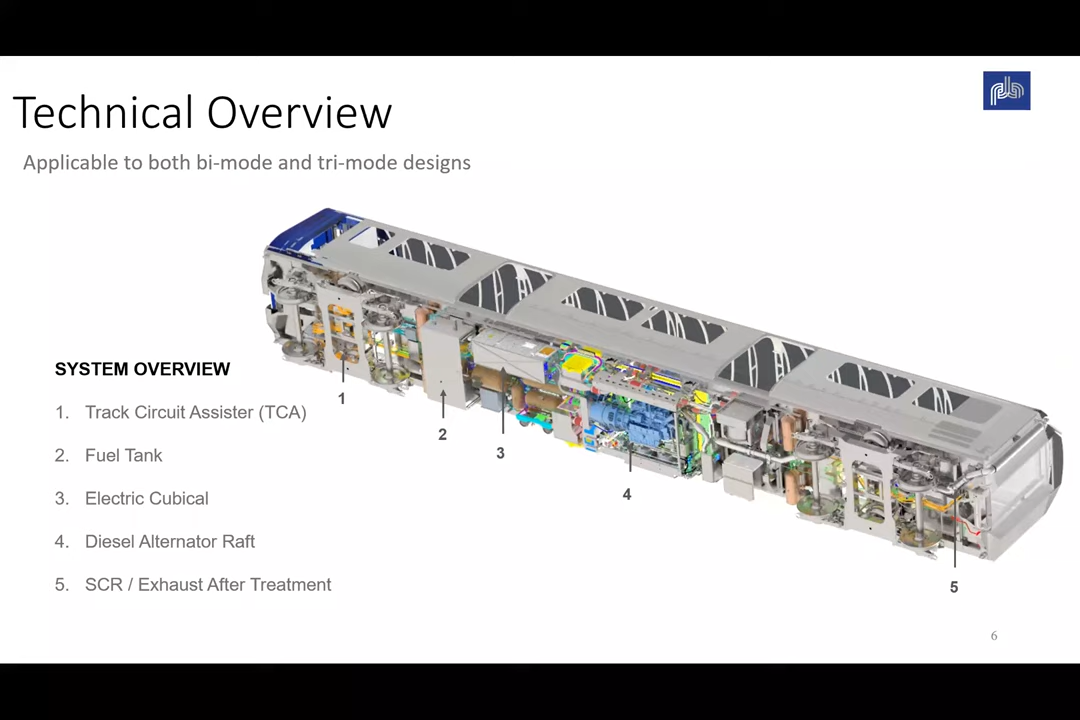 Technical Overview
Applicable to both bi-mode and tri-mode designs
SYSTEM OVERVIEW
1. Track Circuit Assister (TCA)
2. Fuel Tank
3. Electric Cubical
4. Diesel Alternator Raft
5. SCR / Exhaust After Treatment
1
2
3
4
5
6